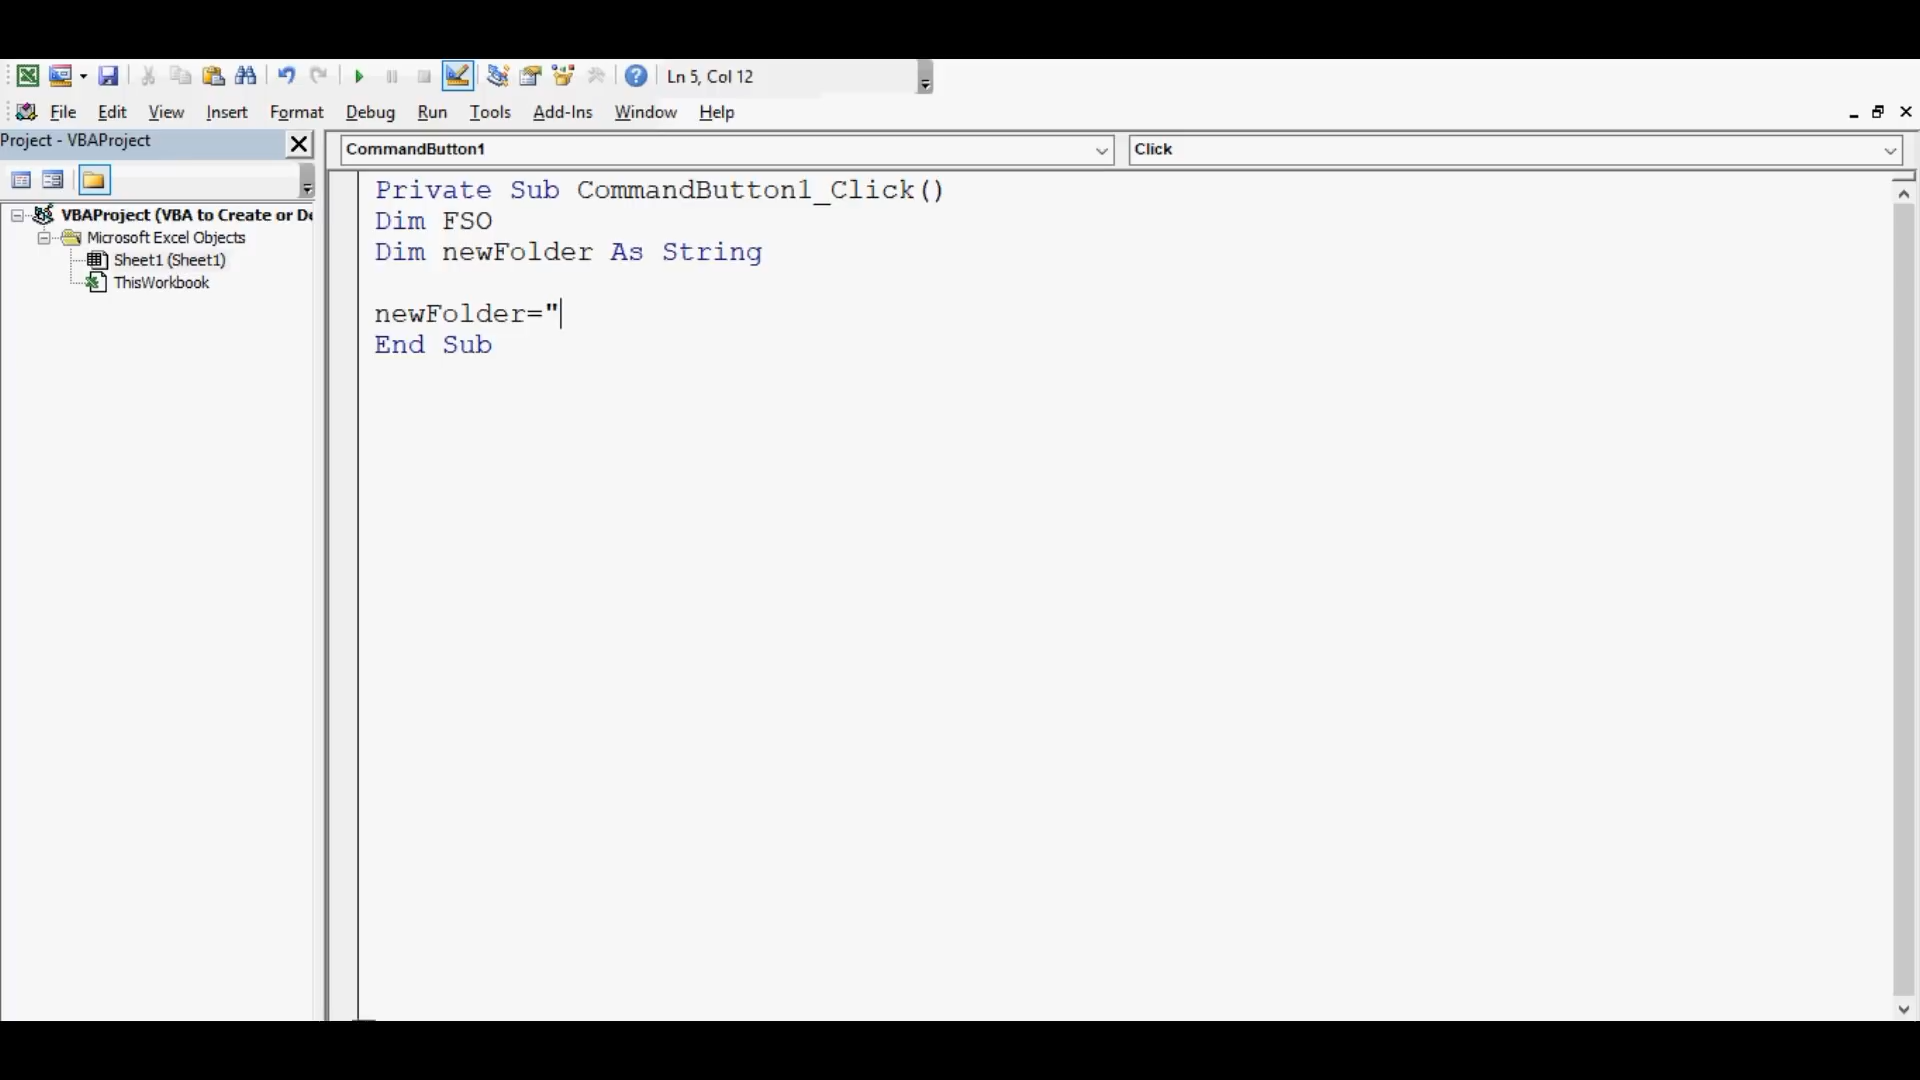 Ln 5, Col 12
File Edit View Insert Format Debug Run Tools Add-Ins Window Help
Project - VBAProject
CommandButton1
Click
VBAProject (VBA to Create or
Microsoft Excel Objects
Sheet1 (Sheet1)
ThisWorkbook
Private Sub CommandButton1_Click()
Dim FSO
Dim newFolder As String
newFolder="
End Sub